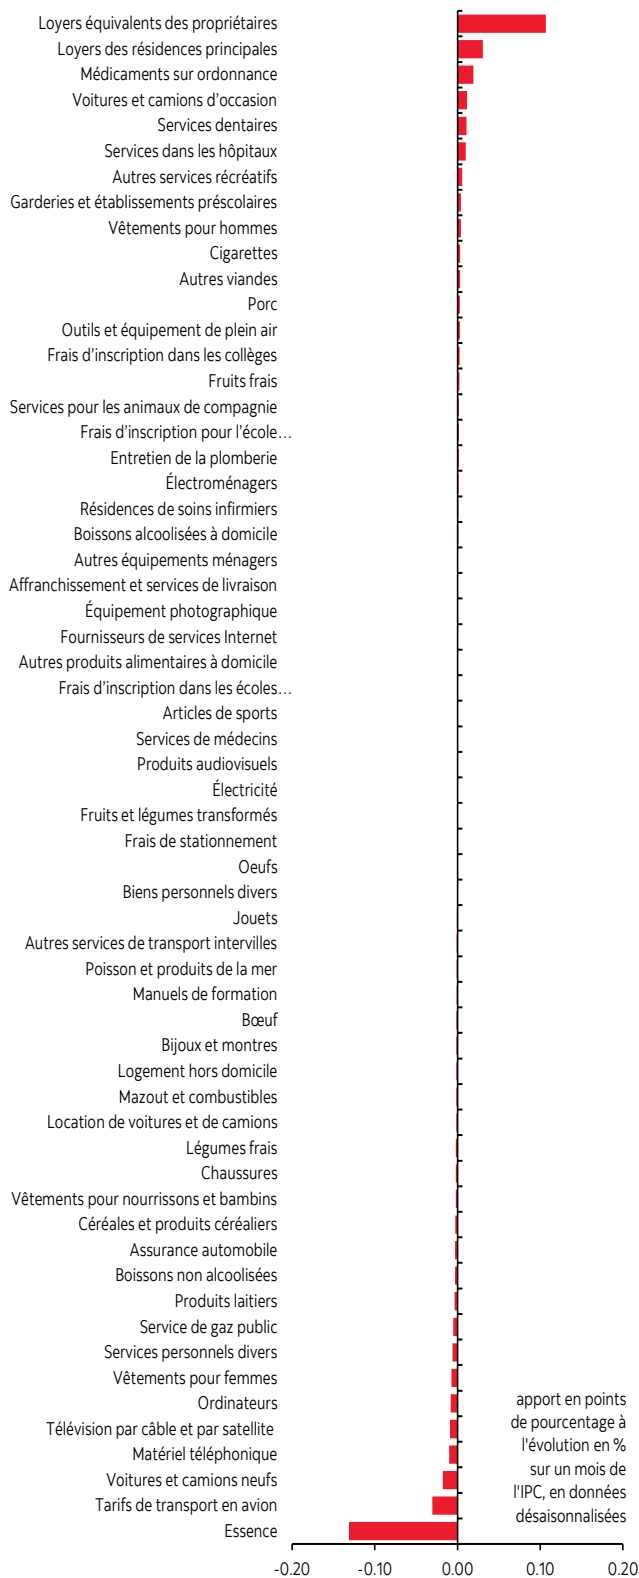 Loyers équivalents des propriétaires
Loyers des résidences principales
Médicaments sur ordonnance
Voitures et camions d'occasion
Services dentaires
Services dans les hôpitaux
Autres services récréatifs
Garderies et établissements préscolaires
Vêtements pour hommes
Cigarettes
Autres viandes
Porc
Outils et équipement de plein air
Frais d'inscription dans les collèges
Fruits frais
Services pour les animaux de compagnie
Frais d'inscription pour l'école…
Entretien de la plomberie
Électroménagers
Résidences de soins infirmiers
Boissons alcoolisées à domicile
Autres équipements ménagers
Affranchissement et services de livraison
Équipement photographique
Fournisseurs de services Internet
Autres produits alimentaires à domicile
Frais d'inscription dans les écoles…
Articles de sports
Services de médecins
Produits audiovisuels
Électricité
Fruits et légumes transformés
Frais de stationnement
Oeufs
Biens personnels divers
Jouets
Autres services de transport intervilles
Poisson et produits de la mer
Manuels de formation
Bœuf
Bijoux et montres
Logement hors domicile
Mazout et combustibles
Location de voitures et de camions
Légumes frais
Chaussures
Vêtements pour nourrissons et bambins
Céréales et produits céréaliers
Assurance automobile
Boissons non alcoolisées
Produits laitiers
Service de gaz public
Services personnels divers
Vêtements pour femmes
Ordinateurs
Télévision par câble et par satellite
Matériel téléphonique
Voitures et camions neufs
Tarifs de transport en avion
Essence
apport en points
de pourcentage à
l'évolution en %
sur un mois de
l'IPC, en données
désaisonnalisées
-0.20 -0.10 0.00 0.10 0.20